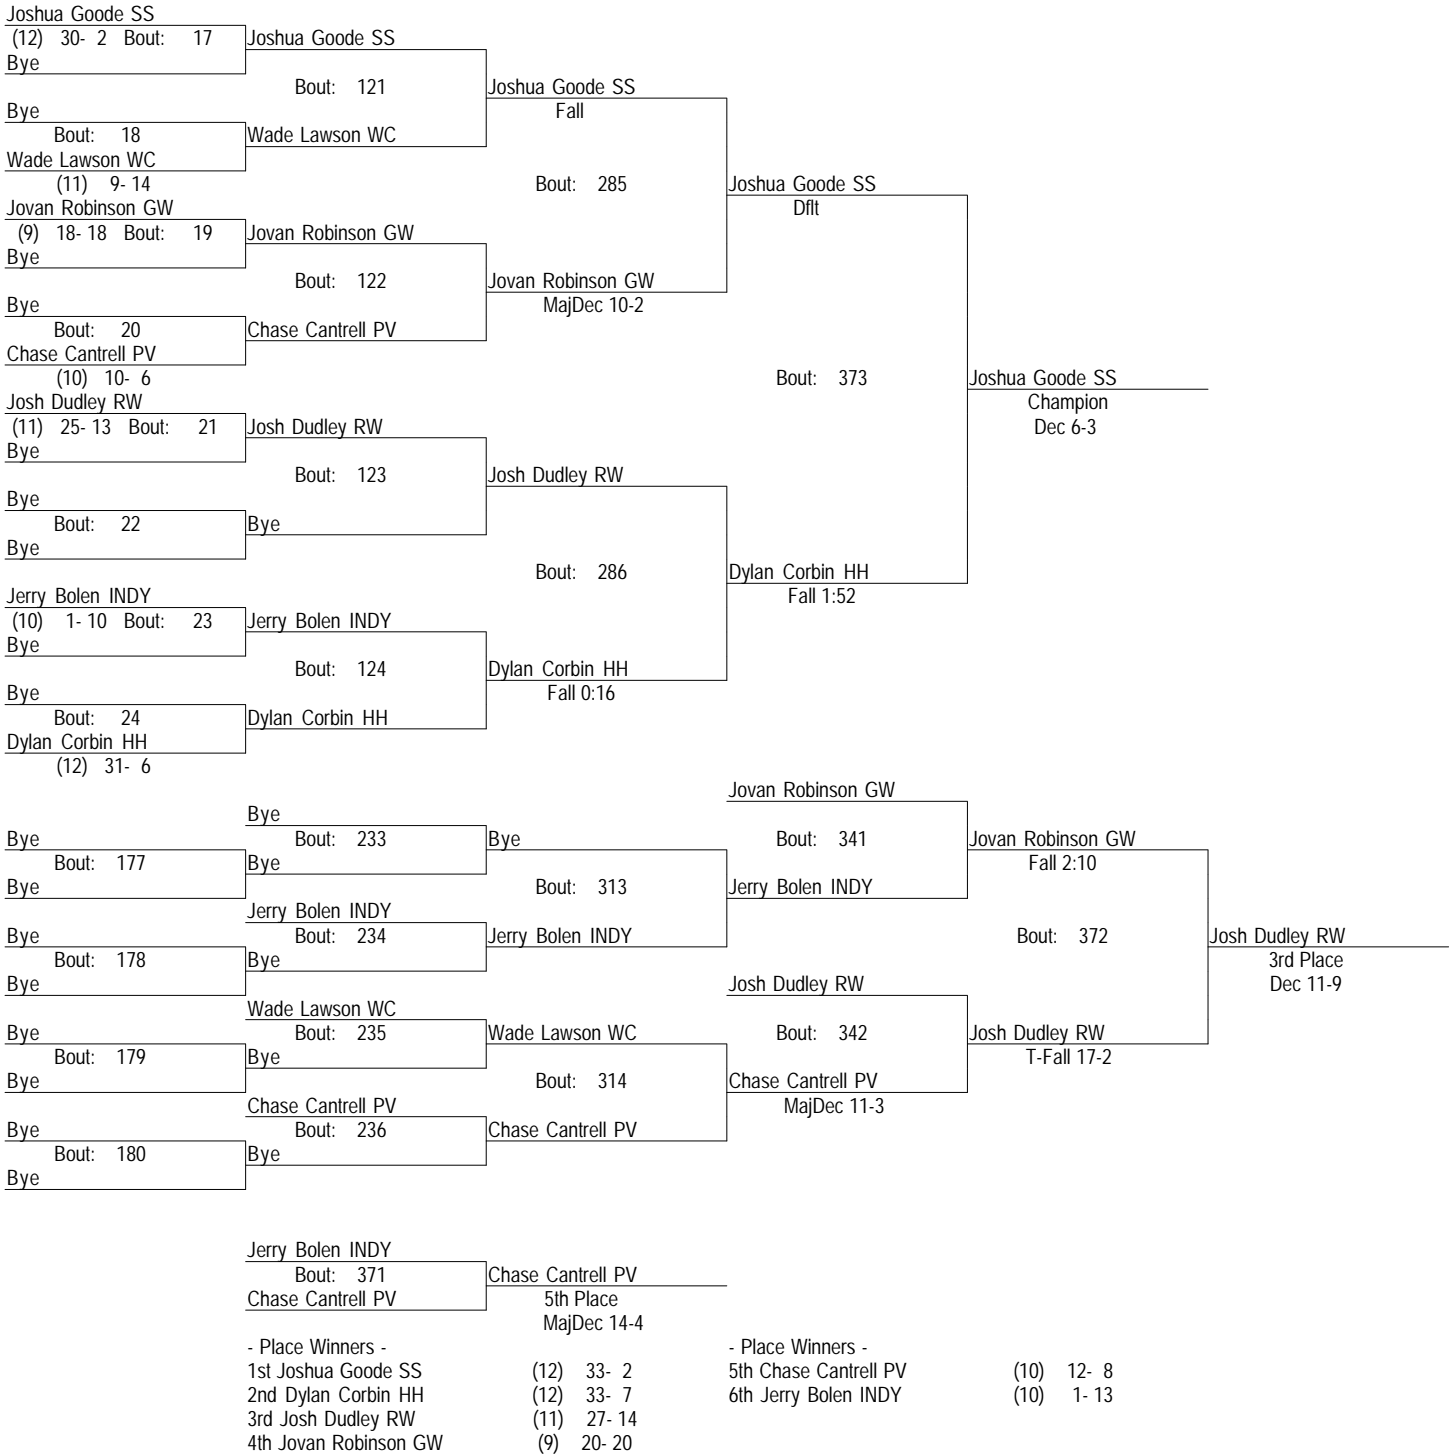 Joshua Goode SS
(12) 30- 2 Bout: 17 Joshua Goode SS
Bye
Bout: 121 Joshua Goode SS
Bye Fall
Bout: 18 Wade Lawson WC
Wade Lawson WC
(11) 9- 14 Bout: 285 Joshua Goode SS
Jovan Robinson GW Dflt
(9) 18- 18 Bout: 19 Jovan Robinson GW
Bye
Bout: 122 Jovan Robinson GW
Bye MajDec 10-2
Bout: 20 Chase Cantrell PV
Chase Cantrell PV
(10) 10- 6 Bout: 373 Joshua Goode SS
Josh Dudley RW Champion
(11) 25- 13 Bout: 21 Josh Dudley RW Dec 6-3
Bye
Bout: 123 Josh Dudley RW
Bye
Bout: 22 Bye
Bye
Bout: 286 Dylan Corbin HH
Jerry Bolen INDY Fall 1:52
(10) 1- 10 Bout: 23 Jerry Bolen INDY
Bye
Bout: 124 Dylan Corbin HH
Bye Fall 0:16
Bout: 24 Dylan Corbin HH
Dylan Corbin HH
(12) 31- 6
Jovan Robinson GW
Bye
Bye Bout: 233 Bye Bout: 341 Jovan Robinson GW
Bout: 177 Bye Fall 2:10
Bye Bout: 313 Jerry Bolen INDY
Jerry Bolen INDY
Bye Bout: 234 Jerry Bolen INDY Bout: 372 Josh Dudley RW
Bout: 178 Bye 3rd Place
Bye Josh Dudley RW Dec 11-9
Wade Lawson WC
Bye Bout: 235 Wade Lawson WC Bout: 342 Josh Dudley RW
Bout: 179 Bye T-Fall 17-2
Bye Bout: 314 Chase Cantrell PV
Chase Cantrell PV MajDec 11-3
Bye Bout: 236 Chase Cantrell PV
Bout: 180 Bye
Bye
Jerry Bolen INDY
Bout: 371 Chase Cantrell PV
Chase Cantrell PV 5th Place
MajDec 14-4
- Place Winners - - Place Winners -
1st Joshua Goode SS (12) 33- 2 5th Chase Cantrell PV (10) 12- 8
2nd Dylan Corbin HH (12) 33- 7 6th Jerry Bolen INDY (10) 1- 13
3rd Josh Dudley RW (11) 27- 14
4th Jovan Robinson GW (9) 20- 20